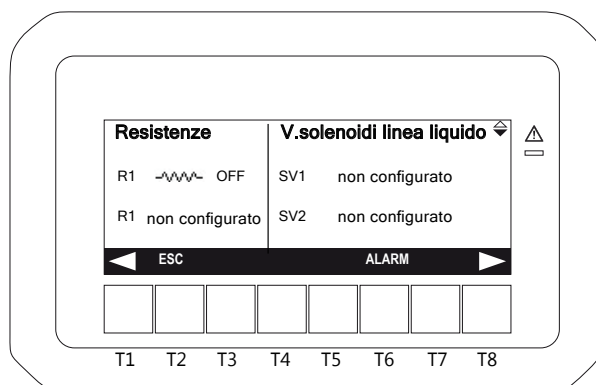 Resistenze
R1 OFF
R1 non configurato
V.solenoidi linea liquido
SV1 non configurato
SV2 non configurato
ESC ALARM
T1 T2 T3 T4 T5 T6 T7 T8